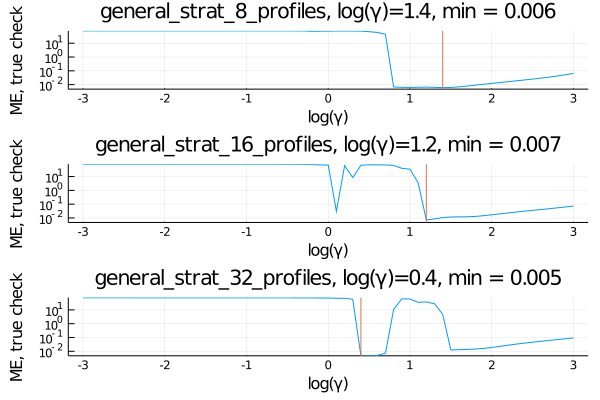 general_strat_8_profiles, log(γ)=1.4, min = 0.006
ME, true check
10¹
10⁰
10⁻¹
10⁻²
-3 -2 -1 0 1 2 3
log(γ)
general_strat_16_profiles, log(γ)=1.2, min = 0.007
ME, true check
10¹
10⁰
10⁻¹
10⁻²
-3 -2 -1 0 1 2 3
log(γ)
general_strat_32_profiles, log(γ)=0.4, min = 0.005
ME, true check
10¹
10⁰
10⁻¹
10⁻²
-3 -2 -1 0 1 2 3
log(γ)